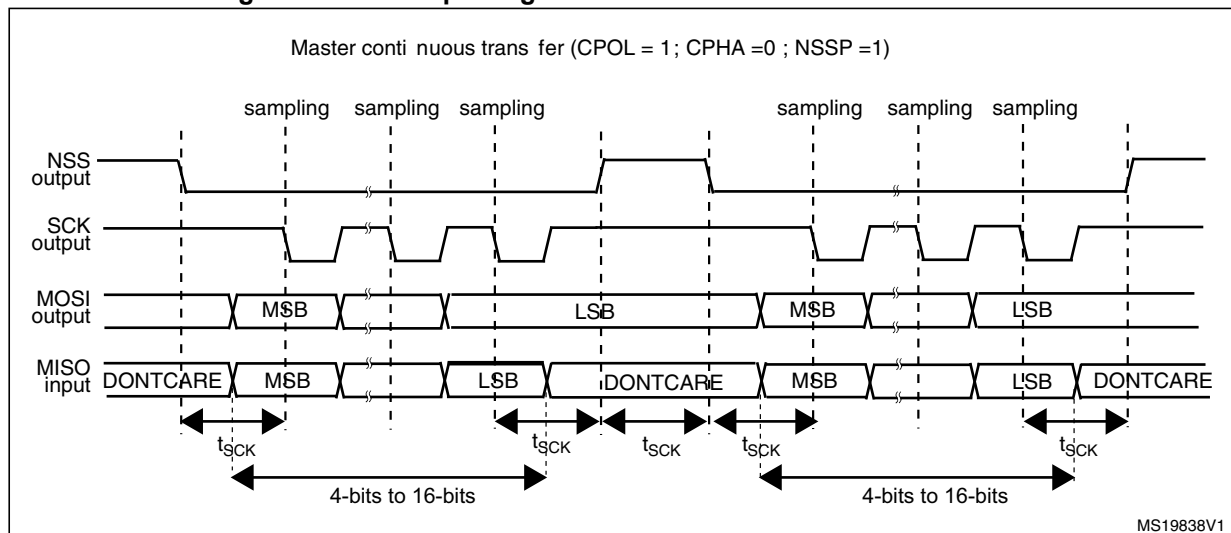 Master conti nuous trans fer (CPOL = 1; CPHA =0 ; NSSP =1)
sampling sampling sampling sampling sampling sampling
NSS
output
SCK
output
MOSI
output
MSB LSB MSB LSB
MISO
input
DONTCARE MSB LSB DONTCARE MSB LSB DONTCARE
tSCK tSCK tSCK tSCK tSCK
4-bits to 16-bits 4-bits to 16-bits
MS19838V1